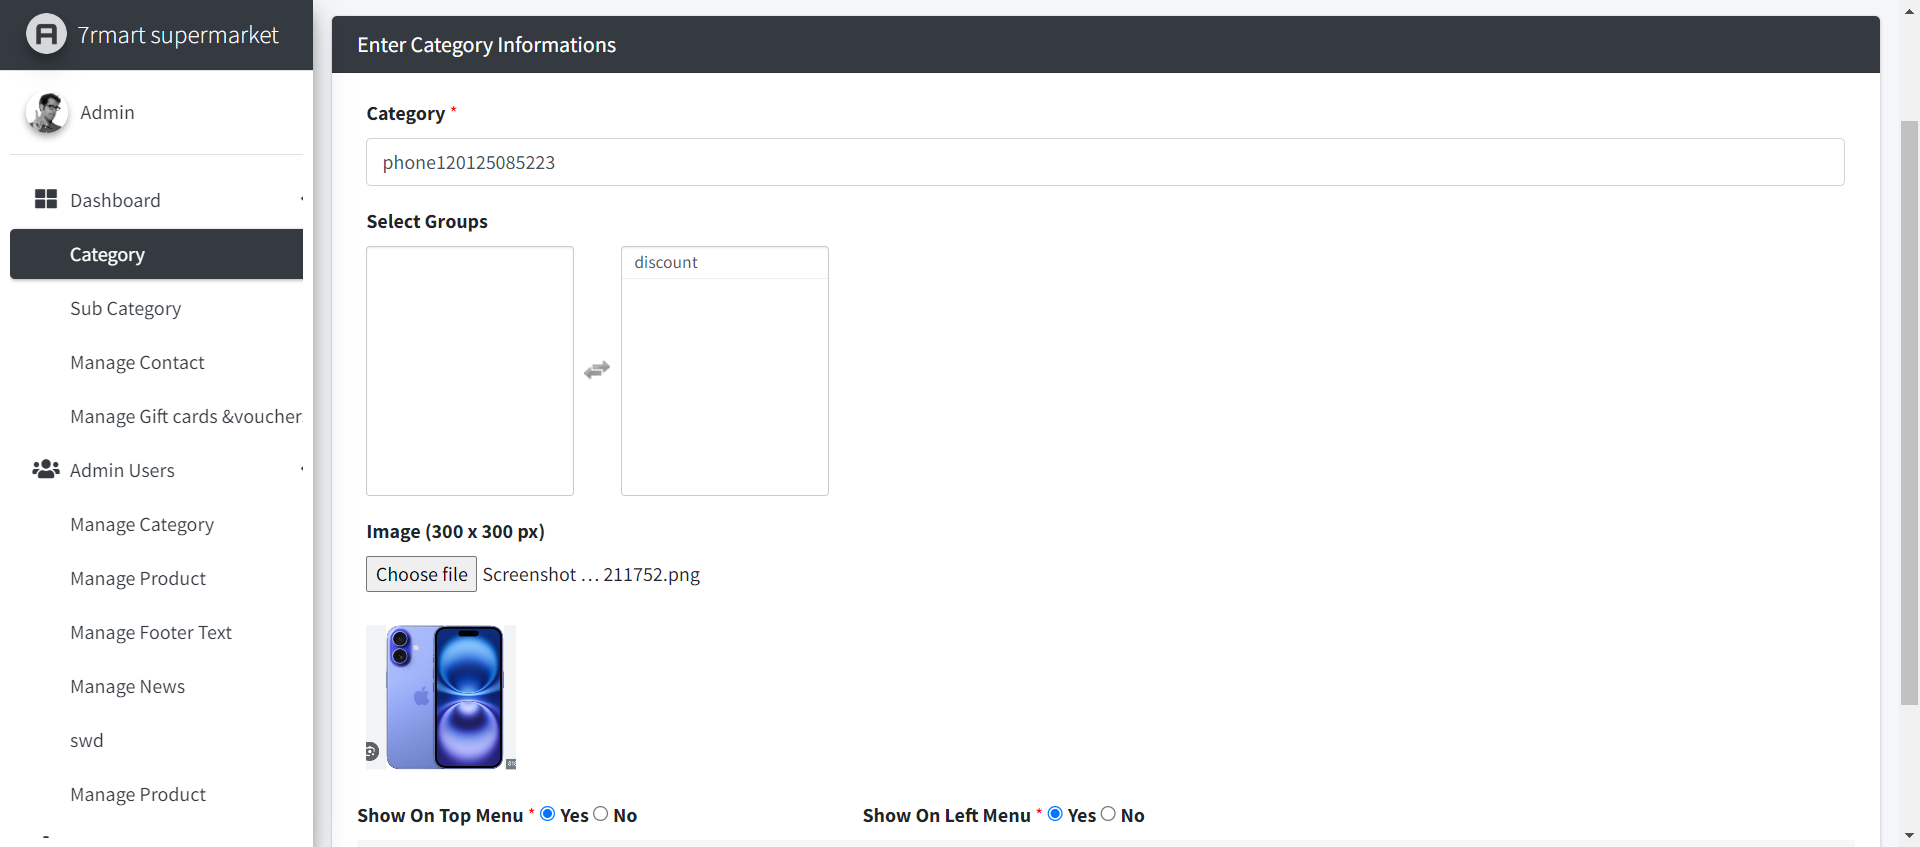 7rmart supermarket
Admin
Dashboard
Category
Sub Category
Manage Contact
Manage Gift cards &voucher
Admin Users
Manage Category
Manage Product
Manage Footer Text
Manage News
swd
Manage Product
Enter Category Informations
Category *
phone120125085223
Select Groups
discount
Image (300 x 300 px)
Choose file Screenshot … 211752.png
Show On Top Menu * Yes No
Show On Left Menu * Yes No